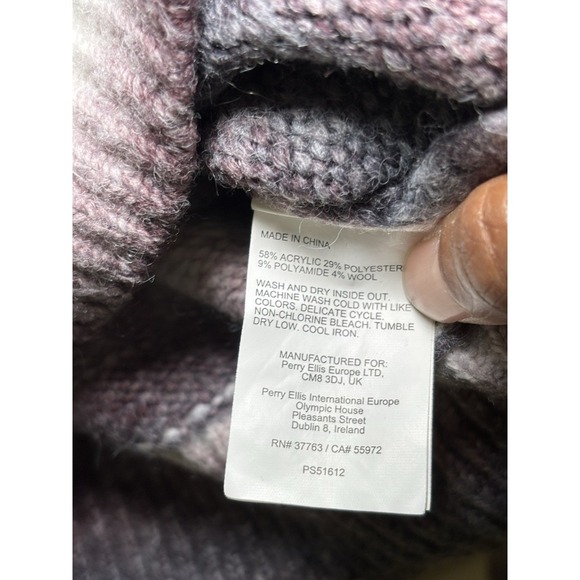 MADE IN CHINA
58% ACRYLIC 29% POLYESTER
9% POLYAMIDE 4% WOOL
WASH AND DRY INSIDE OUT.
MACHINE WASH COLD WITH LIKE
COLORS. DELICATE CYCLE.
NON-CHLORINE BLEACH. TUMBLE
DRY LOW. COOL IRON.
MANUFACTURED FOR:
Perry Ellis Europe LTD,
CM8 3DJ, UK
Perry Ellis International Europe
Olympic House
Pleasants Street
Dublin 8, Ireland
RN# 37763 / CA# 55972
PS51612